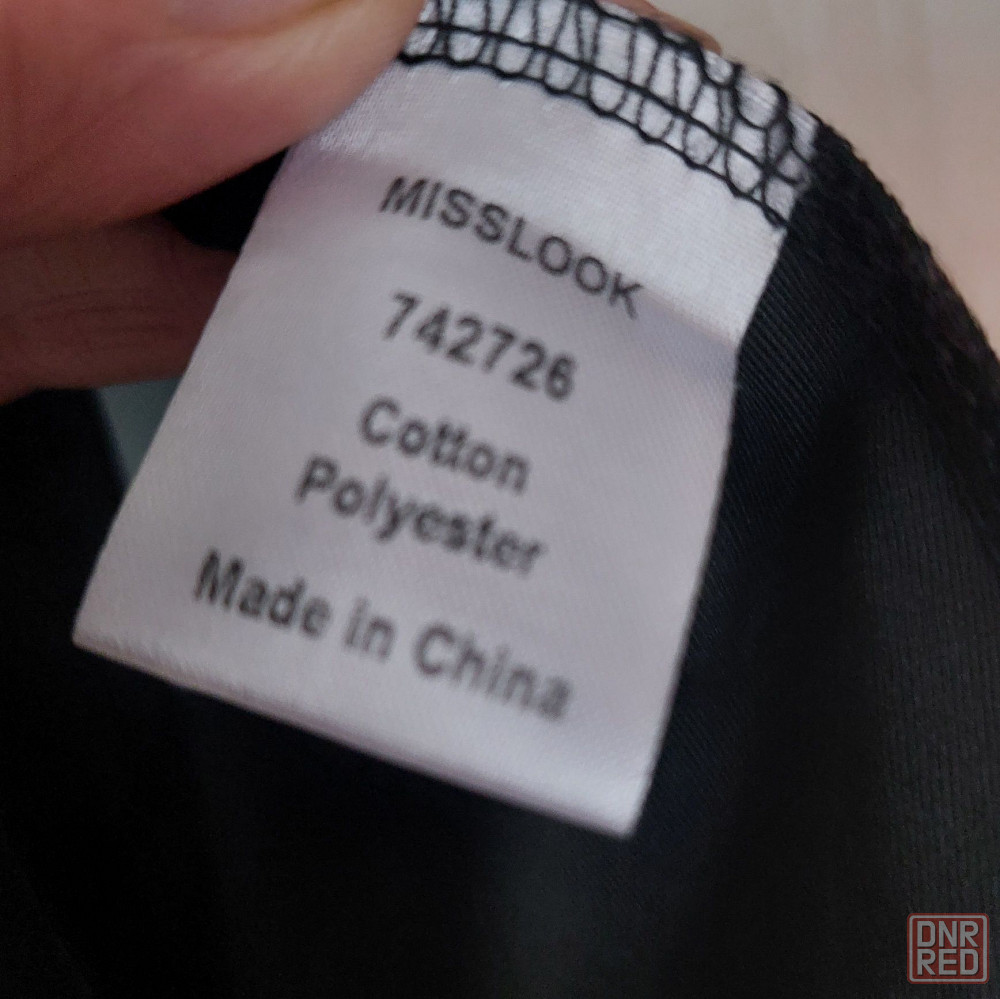 MISSLOOK
742726
Cotton
Polyester
Made in China
DNR
RED